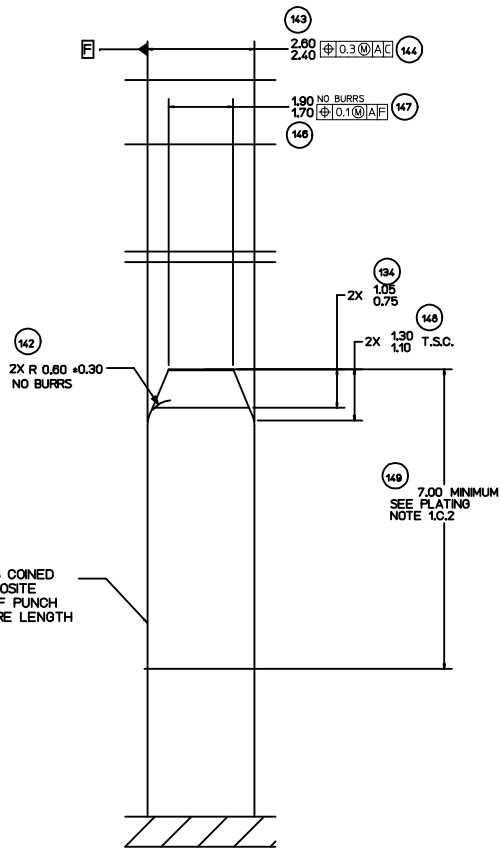 143
F
2.60
2.40 ⌖ 0.3 Ⓜ A C 144
1.90 NO BURRS
1.70 ⌖ 0.1 Ⓜ A F 147
146
134
2X 1.05
0.75
148
2X 1.30 T.S.C.
1.10
142
2X R 0.60 ±0.30
NO BURRS
149
7.00 MINIMUM
SEE PLATING
NOTE 1.C.2
COINED
OSITE
F PUNCH
RE LENGTH